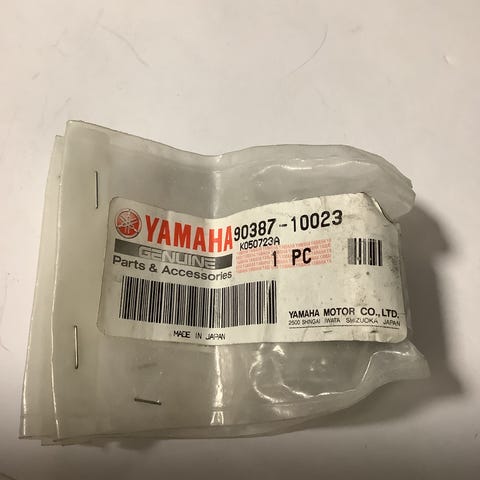 YAMAHA
90387-10023
K050723A
GENUINE
Parts & Accessories
1 PC
MADE IN JAPAN
YAMAHA MOTOR CO., LTD.
2500 SHINGAI IWATA SHIZUOKA JAPAN